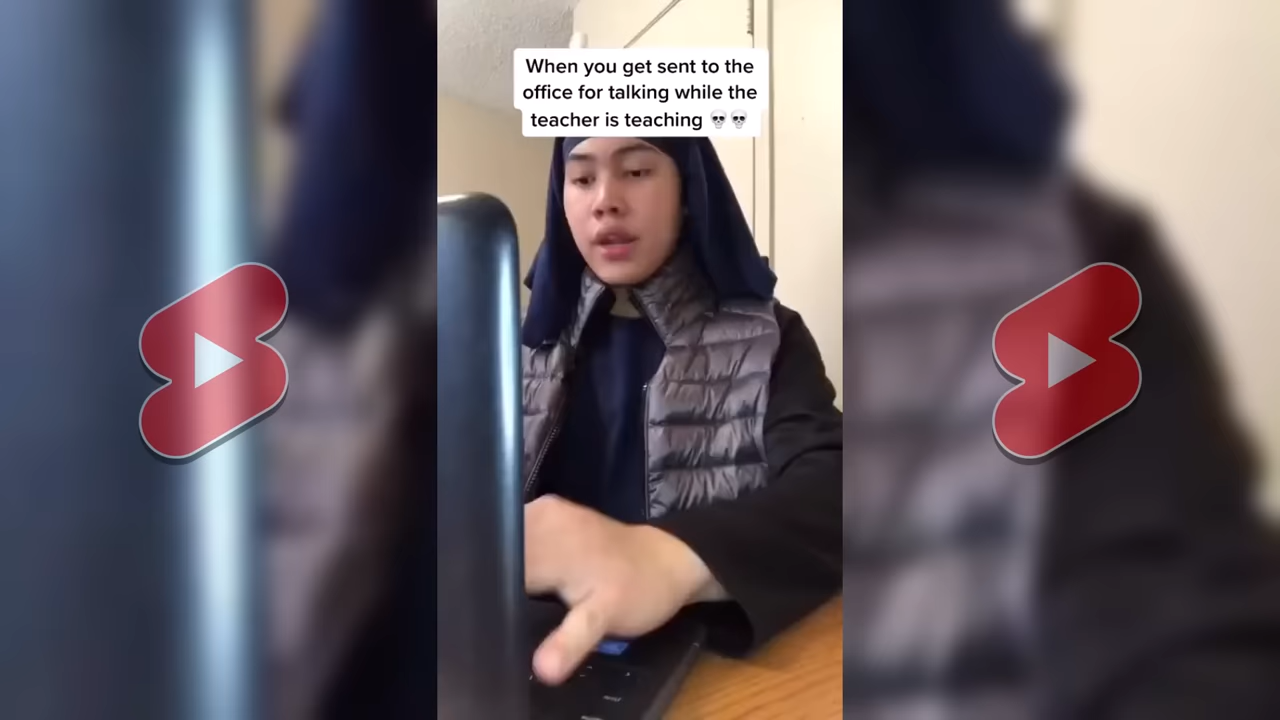 When you get sent to the
office for talking while the
teacher is teaching 💀💀